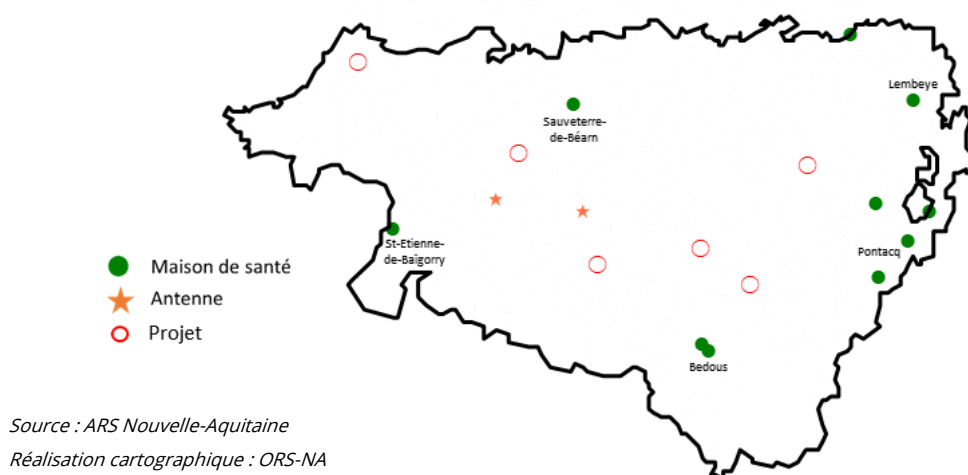 Lembeye
Sauveterre-
de-Béarn
St-Etienne-
de-Baïgorry
Pontacq
Bedous
Maison de santé
Antenne
Projet
Source : ARS Nouvelle-Aquitaine
Réalisation cartographique : ORS-NA